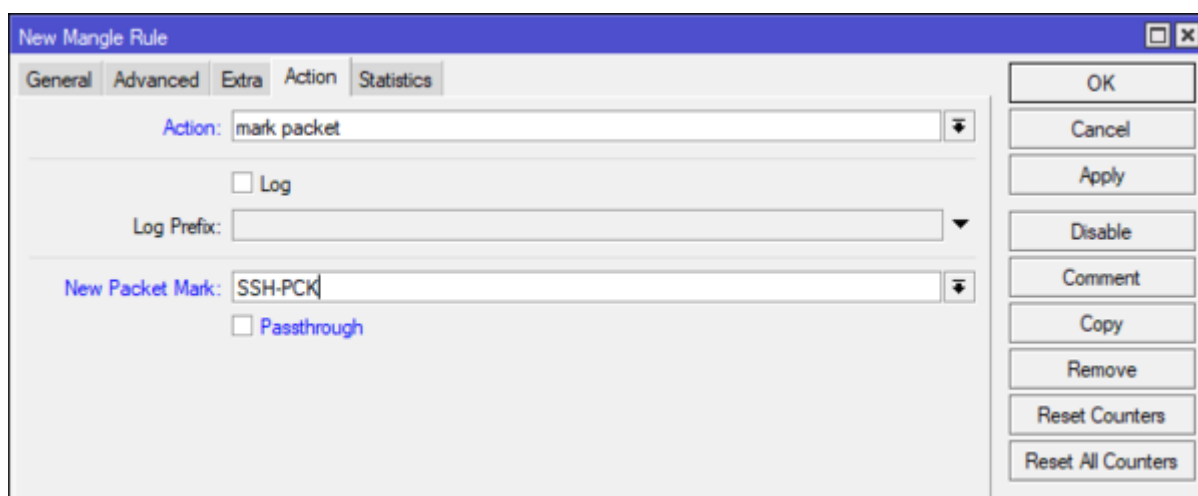 New Mangle Rule
General Advanced Extra Action Statistics
Action: mark packet
Log
Log Prefix:
New Packet Mark: SSH-PCK
Passthrough
OK
Cancel
Apply
Disable
Comment
Copy
Remove
Reset Counters
Reset All Counters